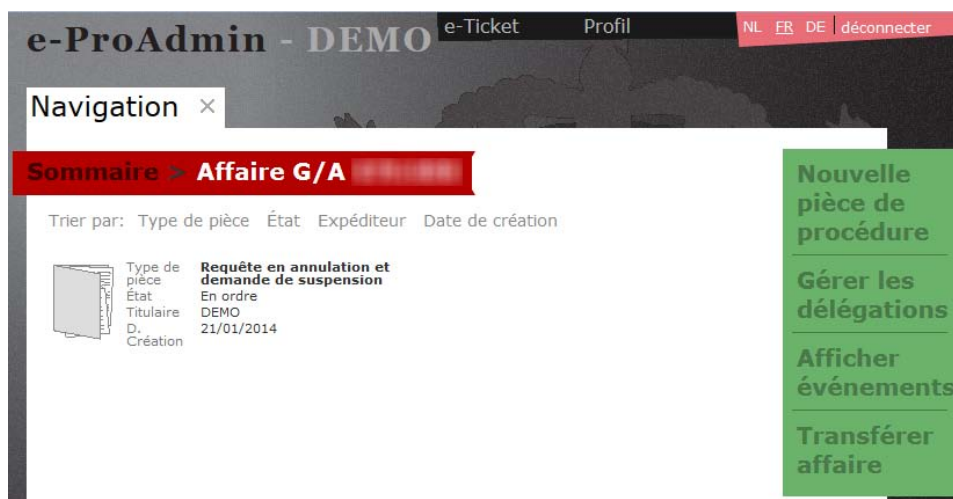 e-ProAdmin - DEMO
e-Ticket Profil NL FR DE déconnecter
Navigation ×
Sommaire > Affaire G/A
Trier par: Type de pièce État Expéditeur Date de création
Type de pièce Requête en annulation et demande de suspension
État En ordre
Titulaire DEMO
D. Création 21/01/2014
Nouvelle
pièce de
procédure
Gérer les
délégations
Afficher
événements
Transférer
affaire